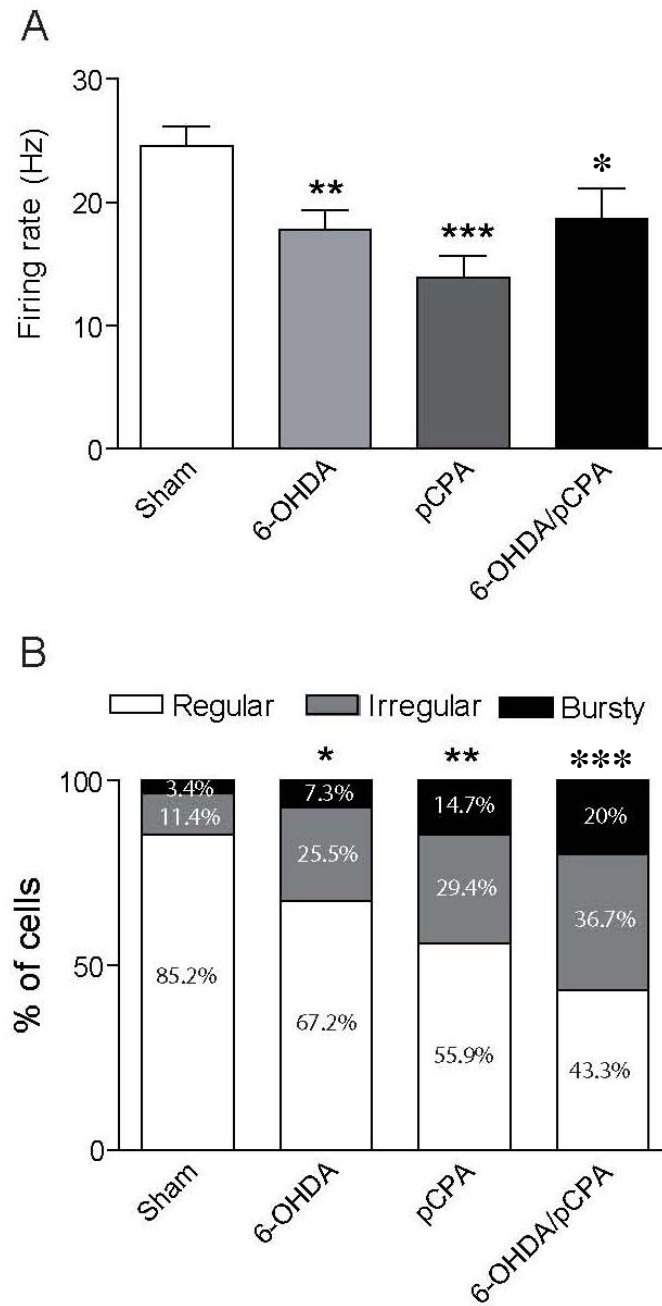 A
Firing rate (Hz)
30
20
10
0
**
***
*
Sham
6-OHDA
pCPA
6-OHDA/pCPA
B
Regular Irregular Bursty
* ** ***
% of cells
100
50
0
3.4% 7.3% 14.7% 20%
11.4% 25.5% 29.4% 36.7%
85.2% 67.2% 55.9% 43.3%
Sham
6-OHDA
pCPA
6-OHDA/pCPA